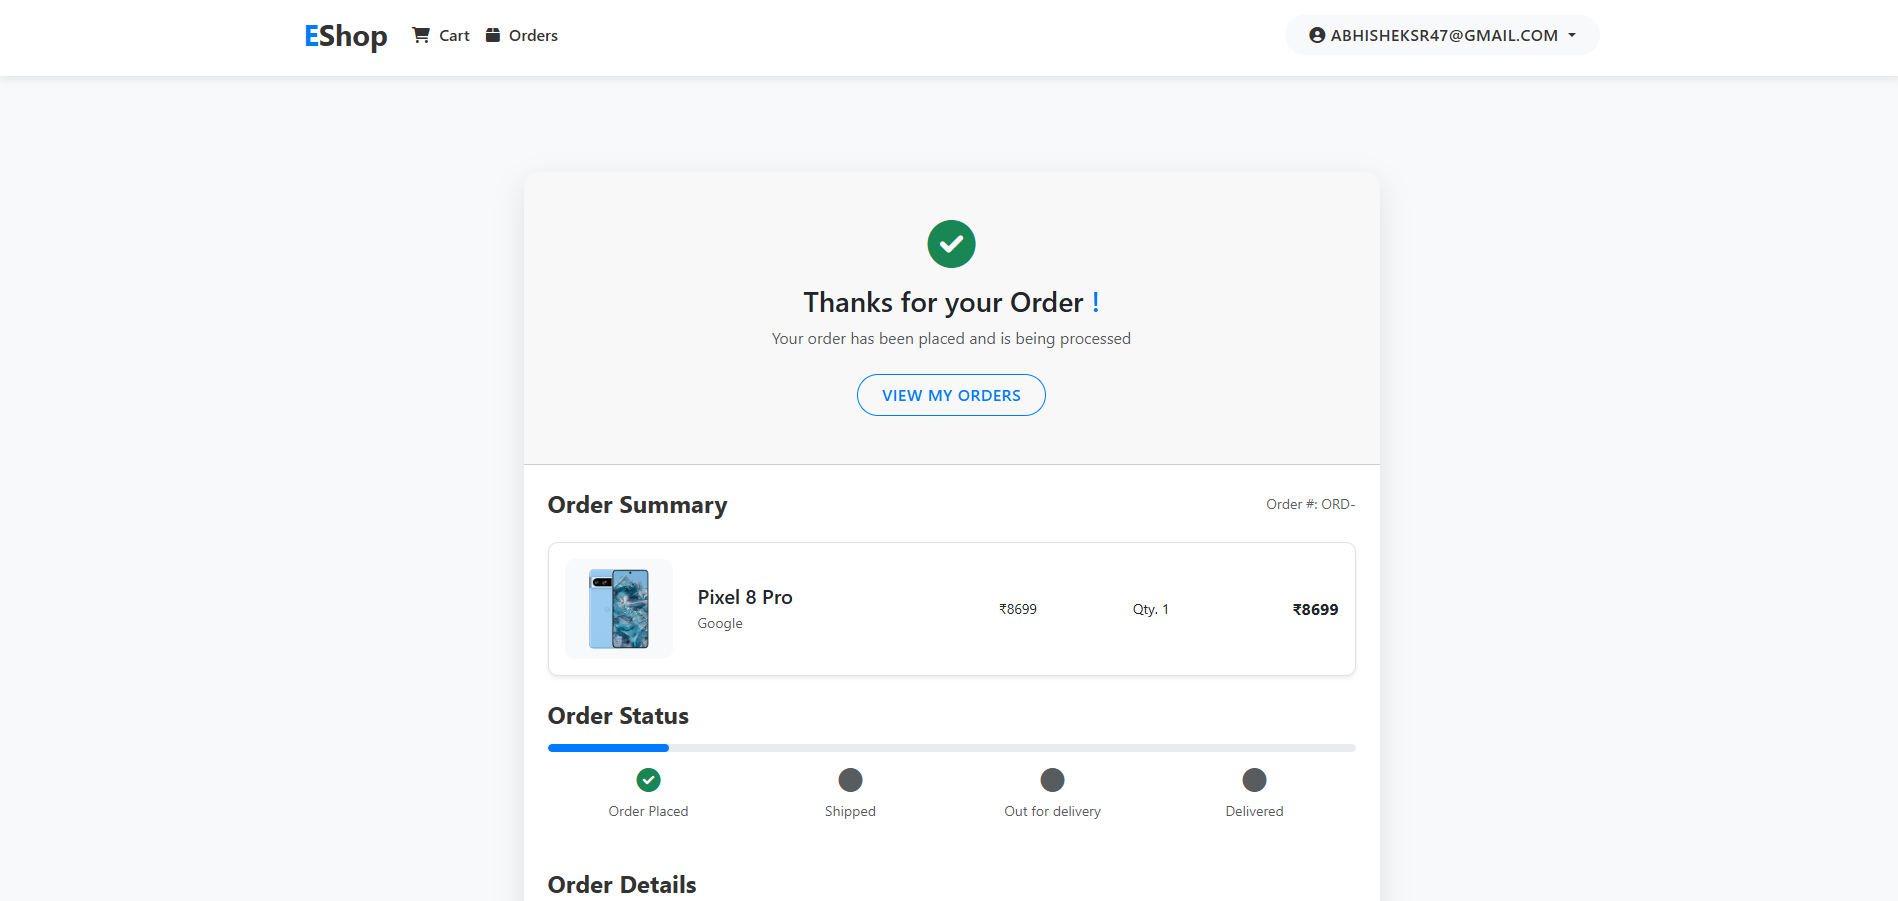 EShop Cart Orders ABHISHEKSR47@GMAIL.COM
Thanks for your Order !
Your order has been placed and is being processed
VIEW MY ORDERS
Order Summary Order #: ORD-
Pixel 8 Pro
Google
₹8699 Qty. 1 ₹8699
Order Status
Order Placed Shipped Out for delivery Delivered
Order Details